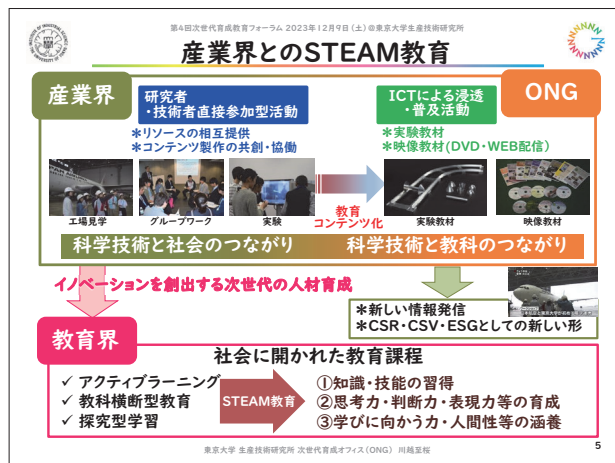 第4回次世代育成教育フォーラム 2023年12月9日(土)@東京大学生産技術研究所
産業界とのSTEAM教育
産業界
研究者
・技術者直接参加型活動
ICTによる浸透
・普及活動
ONG
*リソースの相互提供
*コンテンツ製作の共創・協働
*実験教材
*映像教材(DVD・WEB配信)
工場見学
グループワーク
実験
教育
コンテンツ化
実験教材
映像教材
科学技術と社会のつながり
科学技術と教科のつながり
イノベーションを創出する次世代の人材育成
*新しい情報発信
*CSR・CSV・ESGとしての新しい形
教育界
社会に開かれた教育課程
✓ アクティブラーニング
✓ 教科横断型教育
✓ 探究型学習
STEAM教育
①知識・技能の習得
②思考力・判断力・表現力等の育成
③学びに向かう力・人間性等の涵養
東京大学 生産技術研究所 次世代育成オフィス(ONG) 川越至桜
5